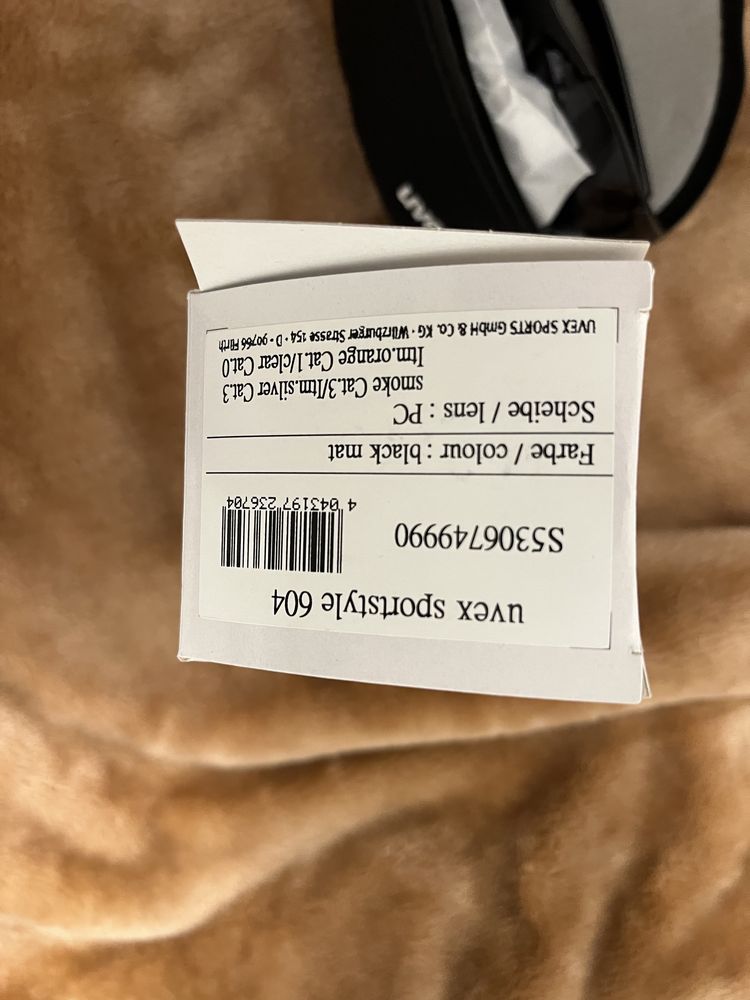 uvex sportstyle 604
S5306749990
4 043197 236704
Farbe / colour : black mat
Scheibe / lens : PC
smoke Cat.3/ltm.silver Cat.3
ltm.orange Cat.1/clear Cat.0
UVEX SPORTS GmbH & Co. KG · Würzburger Strasse 154 · D - 90766 Fürth